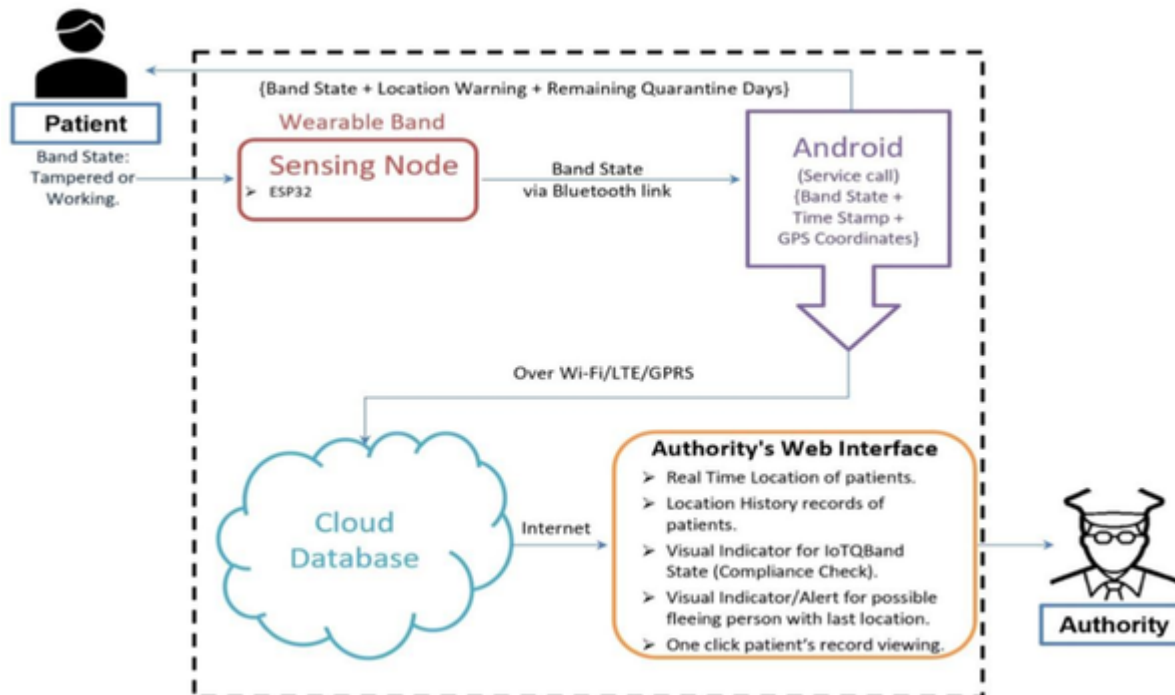 {Band State + Location Warning + Remaining Quarantine Days}
Patient
Band State:
Tampered or
Working.
Wearable Band
Sensing Node
➤ ESP32
Band State
via Bluetooth link
Android
(Service call)
{Band State +
Time Stamp +
GPS Coordinates}
Over Wi-Fi/LTE/GPRS
Cloud
Database
Internet
Authority's Web Interface
➤ Real Time Location of patients.
➤ Location History records of
patients.
➤ Visual Indicator for IoTQBand
State (Compliance Check).
➤ Visual Indicator/Alert for possible
fleeing person with last location.
➤ One click patient's record viewing.
Authority